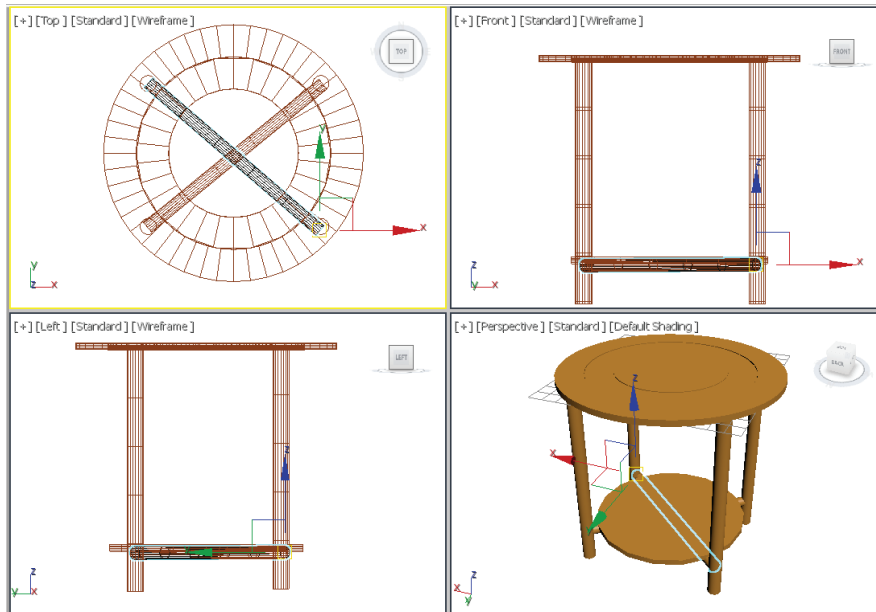 [+] [Top] [Standard] [Wireframe]
TOP
y
x
y
z
x
[+] [Front] [Standard] [Wireframe]
FRONT
z
x
z
x
[+] [Left] [Standard] [Wireframe]
LEFT
z
y
z
y
x
[+] [Perspective] [Standard] [Default Shading]
BACK
z
x
y
z
x
y